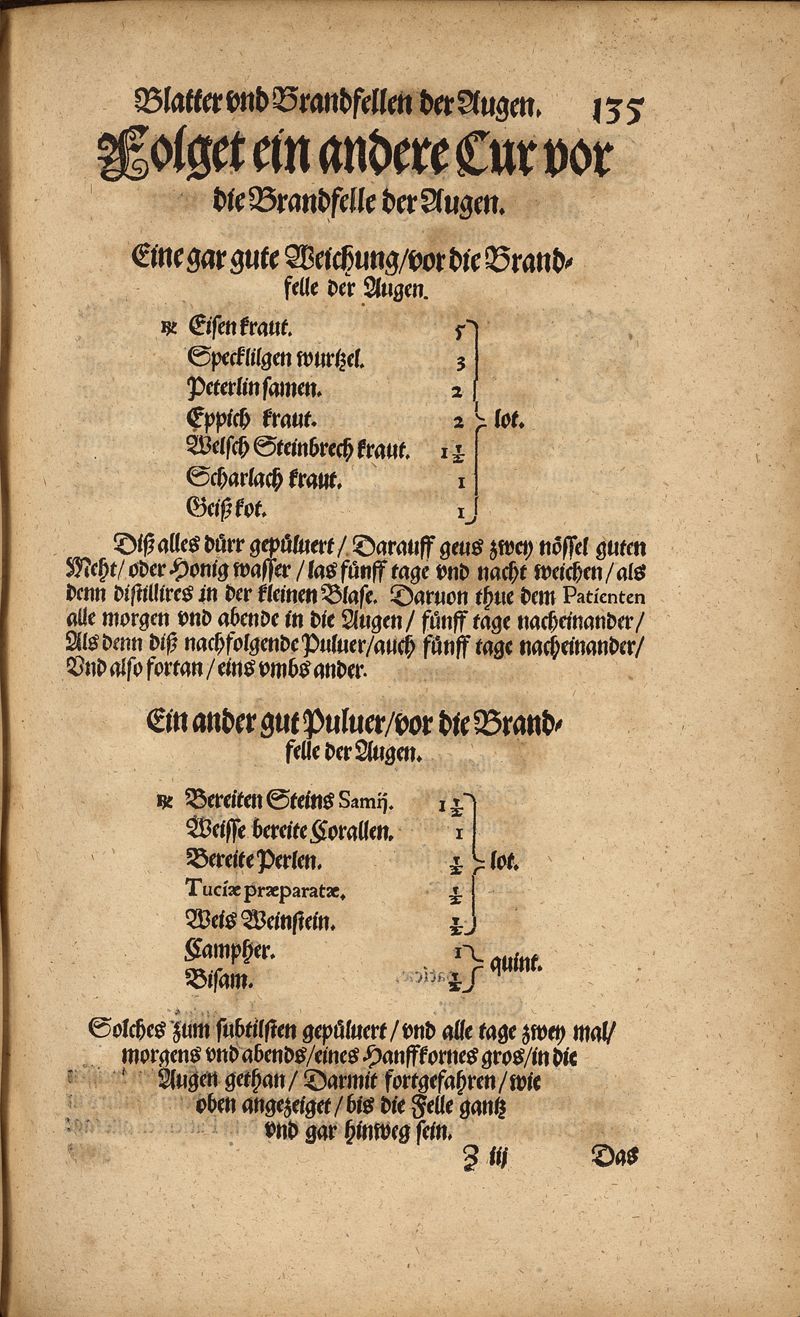 Blatter vnd Brandfellen der Augen. 135
Folget ein andere Cur vor
die Brandfelle der Augen.
Eine gar gute Weichung/vor die Brand⸗
felle der Augen.
℞ Eisenkraut. 5
Specklilgen wurtzel. 3
Peterlin samen. 2
Eppich kraut. 2 lot.
Welsch Steinbrech kraut. 1 1/2
Scharlach kraut. 1
Geißkot. 1
Diß alles dürr gepüluert/ Darauff geus zwey nössel guten
Meht/ oder Honig wasser/ las fünff tage vnd nacht weichen/ als
denn distillires in der kleinen Blase. Daruon thue dem Patienten
alle morgen vnd abende in die Augen/ fünff tage nacheinander/
Als denn diß nachfolgende Puluer/ auch fünff tage nacheinander/
Vnd also fortan/ eins vmbs ander.
Ein ander gut Puluer/vor die Brand⸗
felle der Augen.
℞ Bereiten Steins Samij. 1 1/2
Weisse bereite Corallen. 1
Bereite Perlen. 1/2 lot.
Tuciæ præparatæ. 1/2
Weis Weinstein. 1/2
Campher. 1
Bisam. 1/2 quint.
Solches zum subtilsten gepüluert/ vnd alle tage zwey mal/
morgens vnd abends/ eines Hanffkornes gros/ in die
Augen gethan/ Darmit fortgefahren/ wie
oben angezeiget/ bis die Felle gantz
vnd gar hinweg sein.
Z iij Das